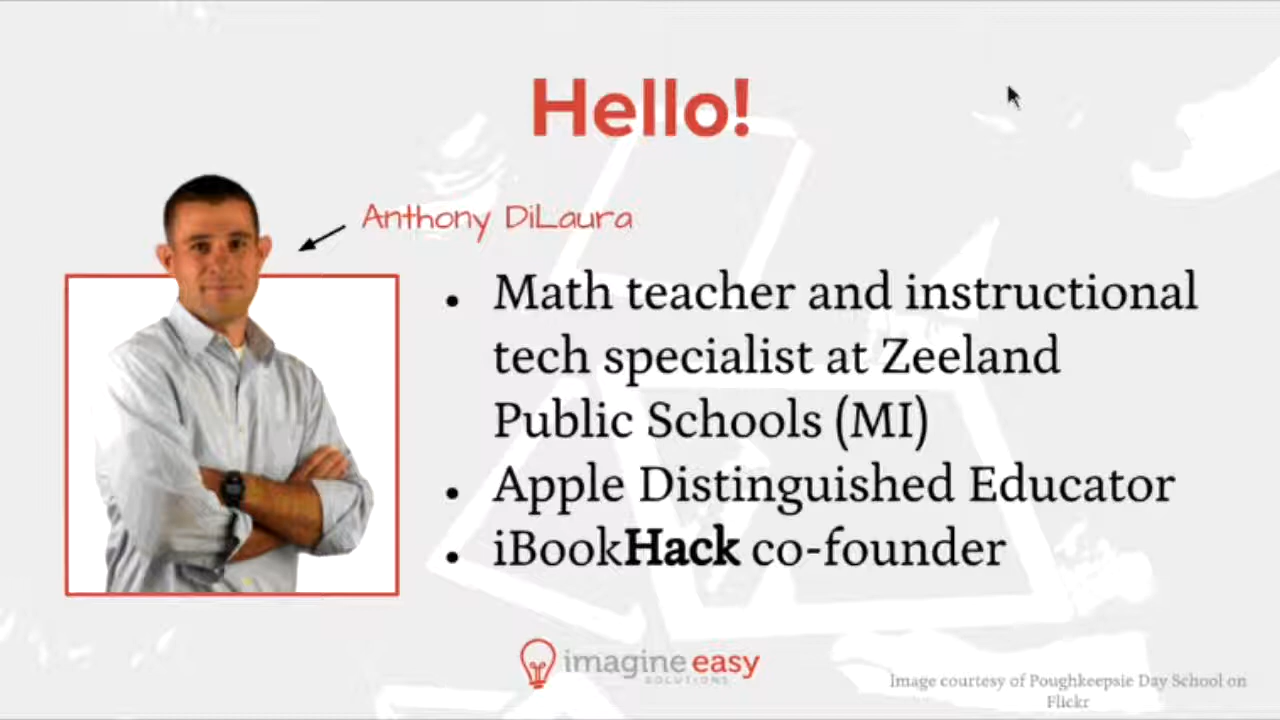 Hello!
Anthony DiLaura
• Math teacher and instructional
tech specialist at Zeeland
Public Schools (MI)
• Apple Distinguished Educator
• iBookHack co-founder
imagine easy
SOLUTIONS
Image courtesy of Poughkeepsie Day School on
Flickr